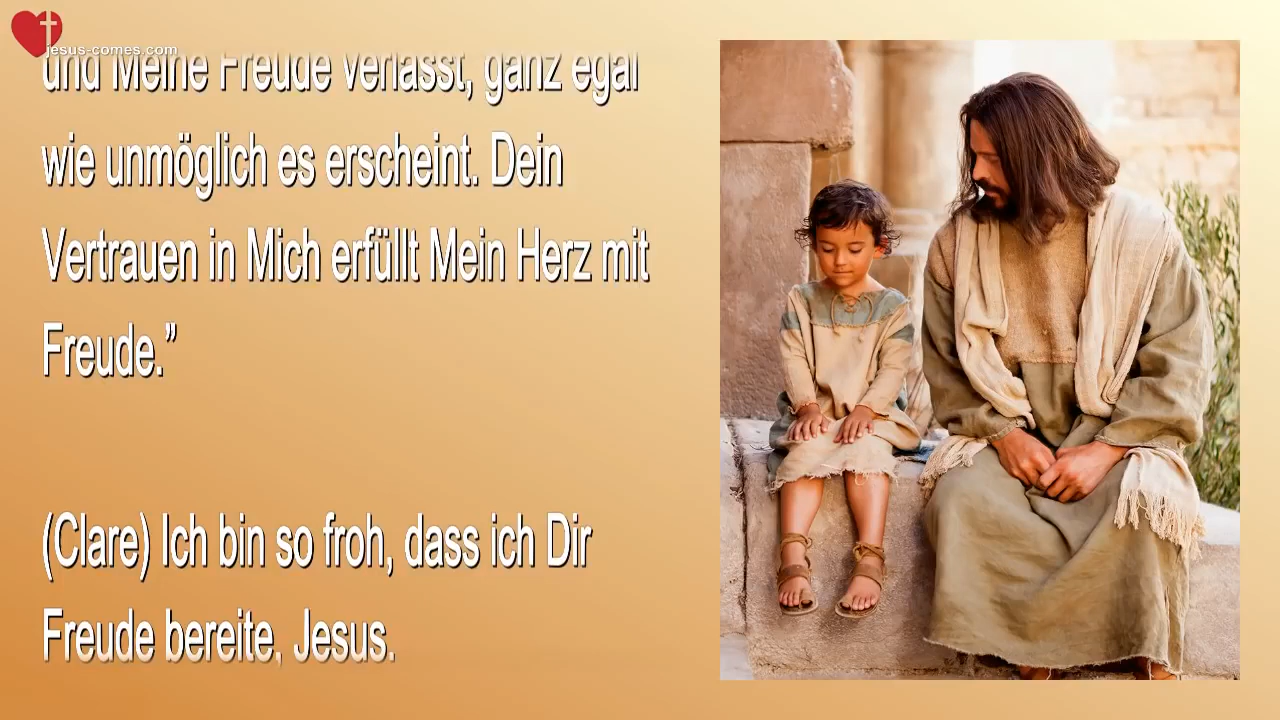 jesus-comes.com
und Meine Freude verlässt, ganz egal
wie unmöglich es erscheint. Dein
Vertrauen in Mich erfüllt Mein Herz mit
Freude.”
(Clare) Ich bin so froh, dass ich Dir
Freude bereite, Jesus.